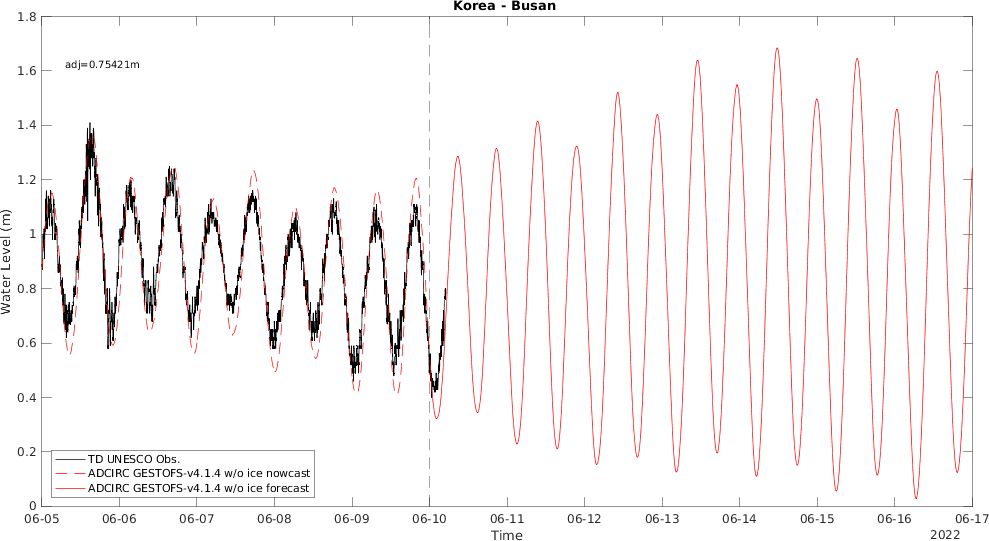 Korea - Busan
adj=0.75421m
Water Level (m)
1.8
1.6
1.4
1.2
1
0.8
0.6
0.4
0.2
0
TD UNESCO Obs.
ADCIRC GESTOFS-v4.1.4 w/o ice nowcast
ADCIRC GESTOFS-v4.1.4 w/o ice forecast
06-05 06-06 06-07 06-08 06-09 06-10 06-11 06-12 06-13 06-14 06-15 06-16 06-17
Time
2022